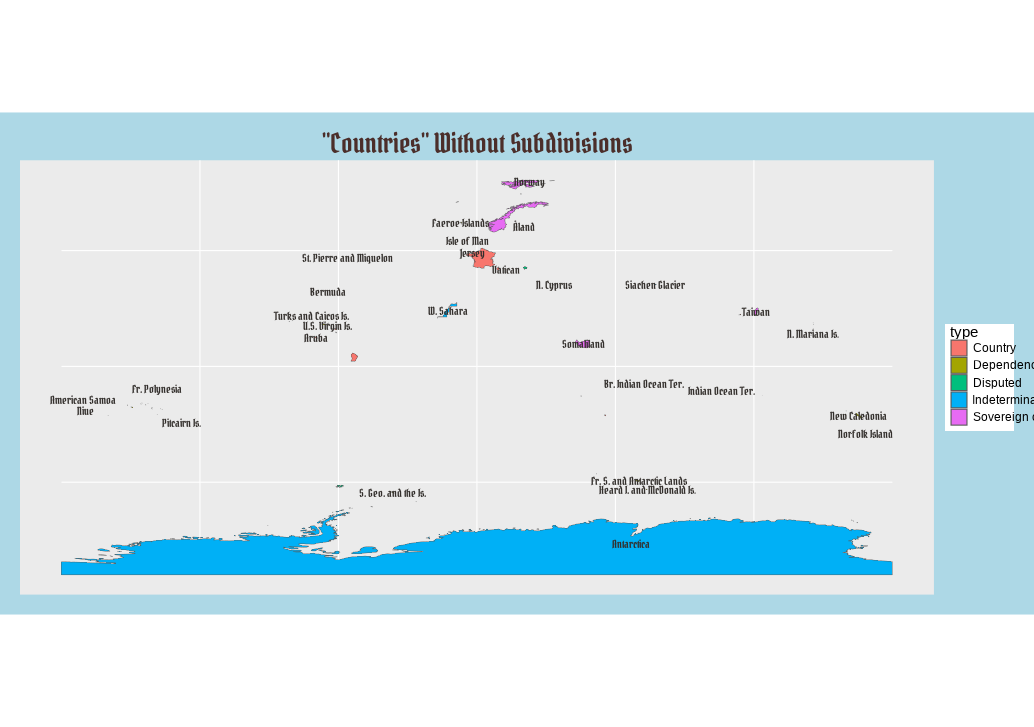 "Countries" Without Subdivisions
Norway
Faeroe Islands
Åland
Isle of Man
Jersey
St. Pierre and Miquelon
Vatican
N. Cyprus
Siachen Glacier
Bermuda
W. Sahara
Taiwan
Turks and Caicos Is.
U.S. Virgin Is.
N. Mariana Is.
Aruba
Somaliland
Br. Indian Ocean Ter.
Indian Ocean Ter.
Fr. Polynesia
American Samoa
Niue
Pitcairn Is.
New Caledonia
Norfolk Island
Fr. S. and Antarctic Lands
Heard I. and McDonald Is.
S. Geo. and the Is.
Antarctica
type
Country
Dependenc
Disputed
Indetermina
Sovereign c